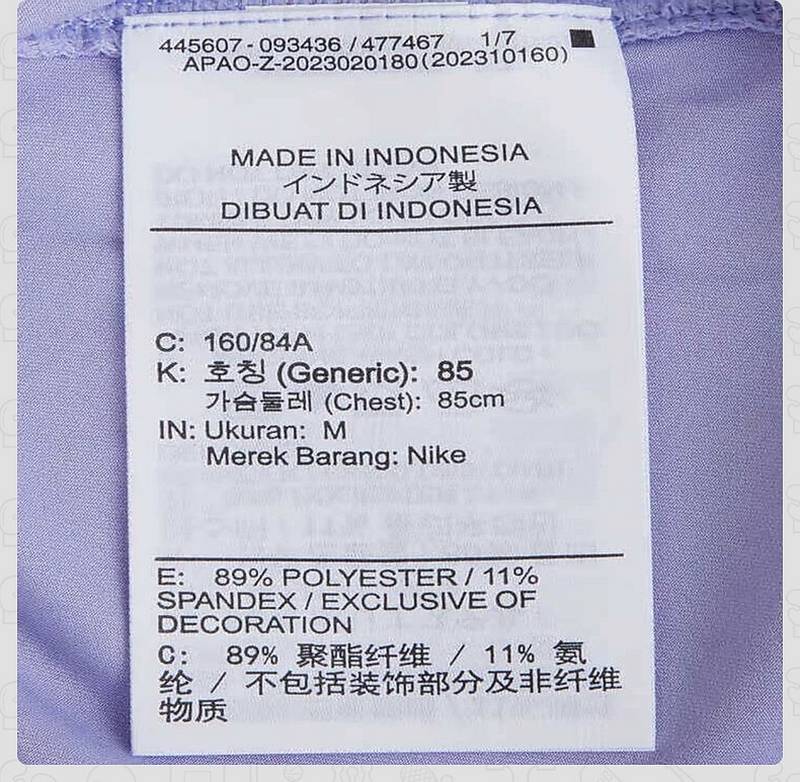 445607-093436/477467 1/7
APAO-Z-2023020180(202310160)
MADE IN INDONESIA
インドネシア製
DIBUAT DI INDONESIA
C: 160/84A
K: 호칭 (Generic): 85
가슴둘레 (Chest): 85cm
IN: Ukuran: M
Merek Barang: Nike
E: 89% POLYESTER / 11%
SPANDEX / EXCLUSIVE OF
DECORATION
C: 89% 聚酯纤维 / 11% 氨
纶 / 不包括装饰部分及非纤维
物质